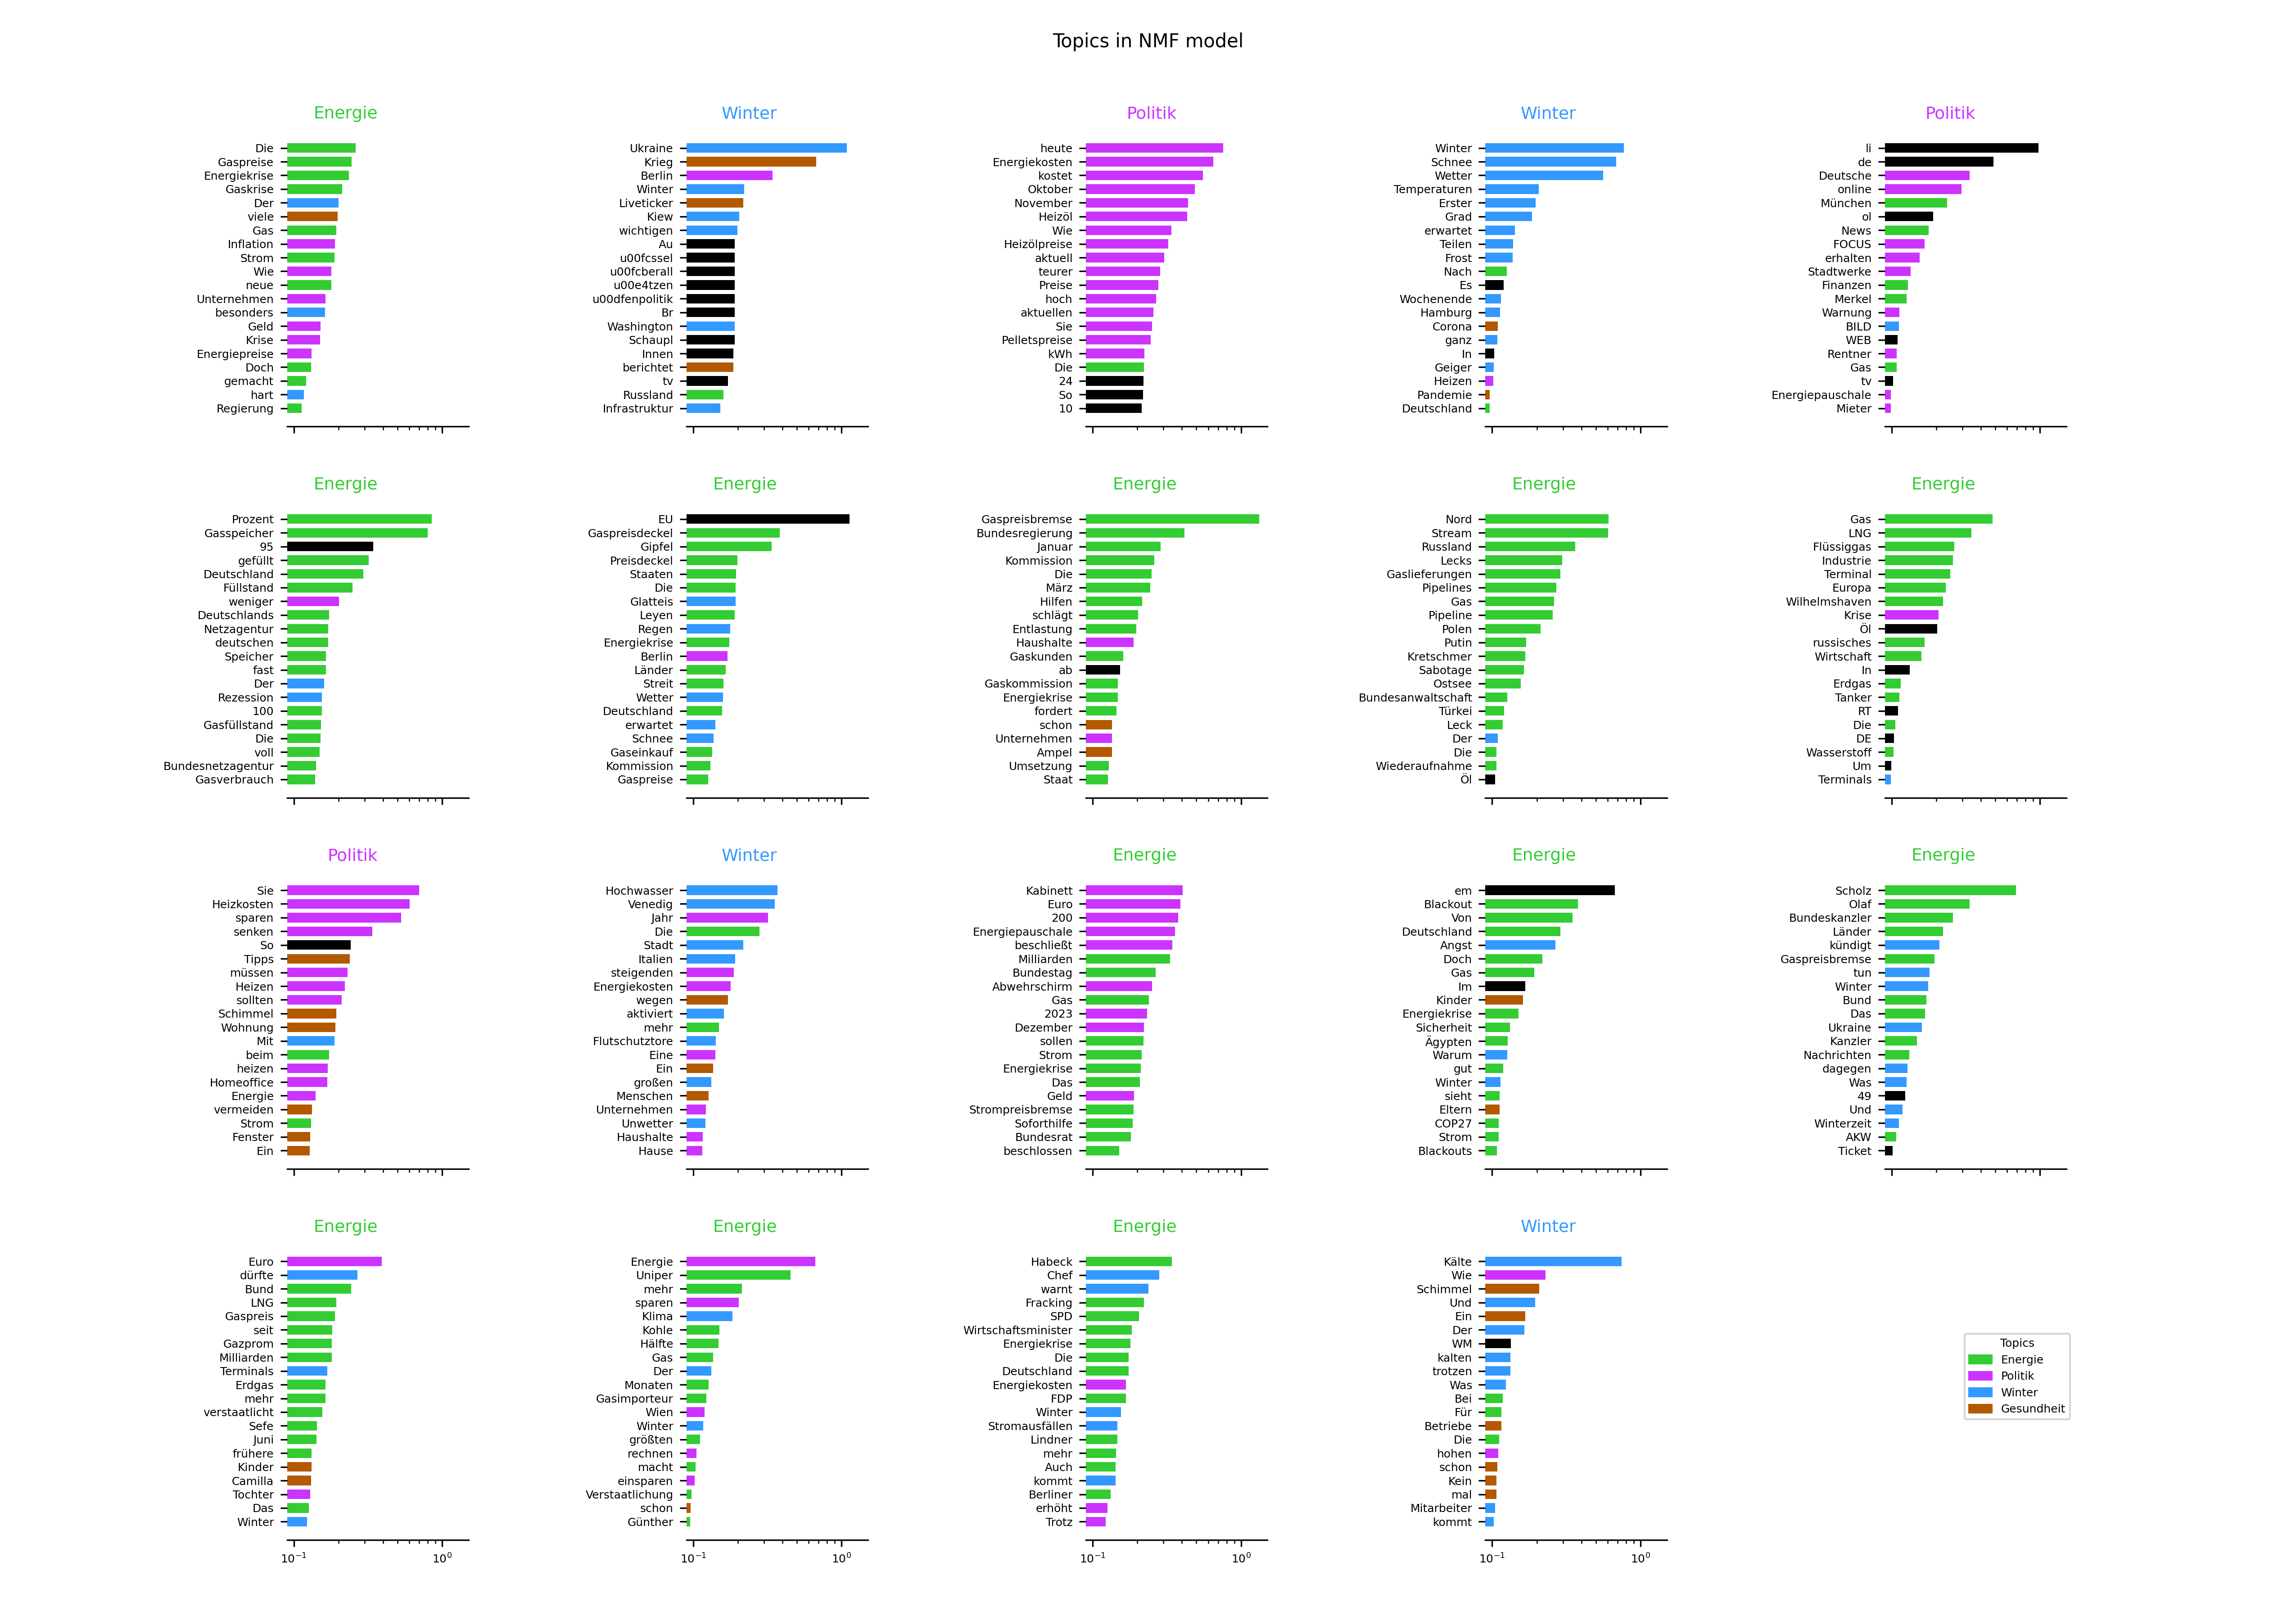 Topics in NMF model
Energie
Die
Gaspreise
Energiekrise
Gaskrise
Der
viele
Gas
Inflation
Strom
Wie
neue
Unternehmen
besonders
Geld
Krise
Energiepreise
Doch
gemacht
hart
Regierung
Winter
Ukraine
Krieg
Berlin
Winter
Liveticker
Kiew
wichtigen
Au
u00fcssel
u00fcberall
u00e4tzen
u00dfenpolitik
Br
Washington
Schaupl
Innen
berichtet
tv
Russland
Infrastruktur
Politik
heute
Energiekosten
kostet
Oktober
November
Heizöl
Wie
Heizölpreise
aktuell
teurer
Preise
hoch
aktuellen
Sie
Pelletspreise
kWh
Die
24
So
10
Winter
Winter
Schnee
Wetter
Temperaturen
Erster
Grad
erwartet
Teilen
Frost
Nach
Es
Wochenende
Hamburg
Corona
ganz
In
Geiger
Heizen
Pandemie
Deutschland
Politik
li
de
Deutsche
online
München
ol
News
FOCUS
erhalten
Stadtwerke
Finanzen
Merkel
Warnung
BILD
WEB
Rentner
Gas
tv
Energiepauschale
Mieter
Energie
Prozent
Gasspeicher
95
gefüllt
Deutschland
Füllstand
weniger
Deutschlands
Netzagentur
deutschen
Speicher
fast
Der
Rezession
100
Gasfüllstand
Die
voll
Bundesnetzagentur
Gasverbrauch
Energie
EU
Gaspreisdeckel
Gipfel
Preisdeckel
Staaten
Die
Glatteis
Leyen
Regen
Energiekrise
Berlin
Länder
Streit
Wetter
Deutschland
erwartet
Schnee
Gaseinkauf
Kommission
Gaspreise
Energie
Gaspreisbremse
Bundesregierung
Januar
Kommission
Die
März
Hilfen
schlägt
Entlastung
Haushalte
Gaskunden
ab
Gaskommission
Energiekrise
fordert
schon
Unternehmen
Ampel
Umsetzung
Staat
Energie
Nord
Stream
Russland
Lecks
Gaslieferungen
Pipelines
Gas
Pipeline
Polen
Putin
Kretschmer
Sabotage
Ostsee
Bundesanwaltschaft
Türkei
Leck
Der
Die
Wiederaufnahme
Öl
Energie
Gas
LNG
Flüssiggas
Industrie
Terminal
Europa
Wilhelmshaven
Krise
Öl
russisches
Wirtschaft
In
Erdgas
Tanker
RT
Die
DE
Wasserstoff
Um
Terminals
Politik
Sie
Heizkosten
sparen
senken
So
Tipps
müssen
Heizen
sollten
Schimmel
Wohnung
Mit
beim
heizen
Homeoffice
Energie
vermeiden
Strom
Fenster
Ein
Winter
Hochwasser
Venedig
Jahr
Die
Stadt
Italien
steigenden
Energiekosten
wegen
aktiviert
mehr
Flutschutztore
Eine
Ein
großen
Menschen
Unternehmen
Unwetter
Haushalte
Hause
Energie
Kabinett
Euro
200
Energiepauschale
beschließt
Milliarden
Bundestag
Abwehrschirm
Gas
2023
Dezember
sollen
Strom
Energiekrise
Das
Geld
Strompreisbremse
Soforthilfe
Bundesrat
beschlossen
Energie
em
Blackout
Von
Deutschland
Angst
Doch
Gas
Im
Kinder
Energiekrise
Sicherheit
Ägypten
Warum
gut
Winter
sieht
Eltern
COP27
Strom
Blackouts
Energie
Scholz
Olaf
Bundeskanzler
Länder
kündigt
Gaspreisbremse
tun
Winter
Bund
Das
Ukraine
Kanzler
Nachrichten
dagegen
Was
49
Und
Winterzeit
AKW
Ticket
Energie
Euro
dürfte
Bund
LNG
Gaspreis
seit
Gazprom
Milliarden
Terminals
Erdgas
mehr
verstaatlicht
Sefe
Juni
frühere
Kinder
Camilla
Tochter
Das
Winter
10⁻¹ 10⁰
Energie
Energie
Uniper
mehr
sparen
Klima
Kohle
Hälfte
Gas
Der
Monaten
Gasimporteur
Wien
Winter
größten
rechnen
macht
einsparen
Verstaatlichung
schon
Günther
10⁻¹ 10⁰
Energie
Habeck
Chef
warnt
Fracking
SPD
Wirtschaftsminister
Energiekrise
Die
Deutschland
Energiekosten
FDP
Winter
Stromausfällen
Lindner
mehr
Auch
kommt
Berliner
erhöht
Trotz
10⁻¹ 10⁰
Winter
Kälte
Wie
Schimmel
Und
Ein
Der
WM
kalten
trotzen
Was
Bei
Für
Betriebe
Die
hohen
schon
Kein
mal
Mitarbeiter
kommt
10⁻¹ 10⁰
Topics
Energie
Politik
Winter
Gesundheit